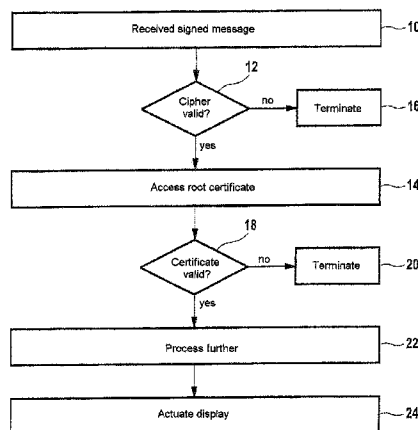 Received signed message
10
12
Cipher
valid?
no
Terminate
16
yes
Access root certificate
14
18
Certificate
valid?
no
Terminate
20
yes
Process further
22
Actuate display
24